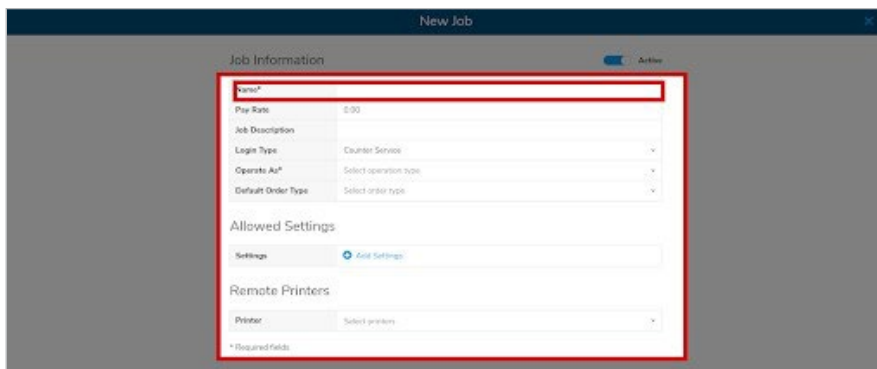 New Job
Job Information Active
Name*
Pay Rate 0.00
Job Description
Login Type Counter Service
Operate As* Select operation type
Default Order Type Select order type
Allowed Settings
Settings Add Settings
Remote Printers
Printer Select printers
* Required fields